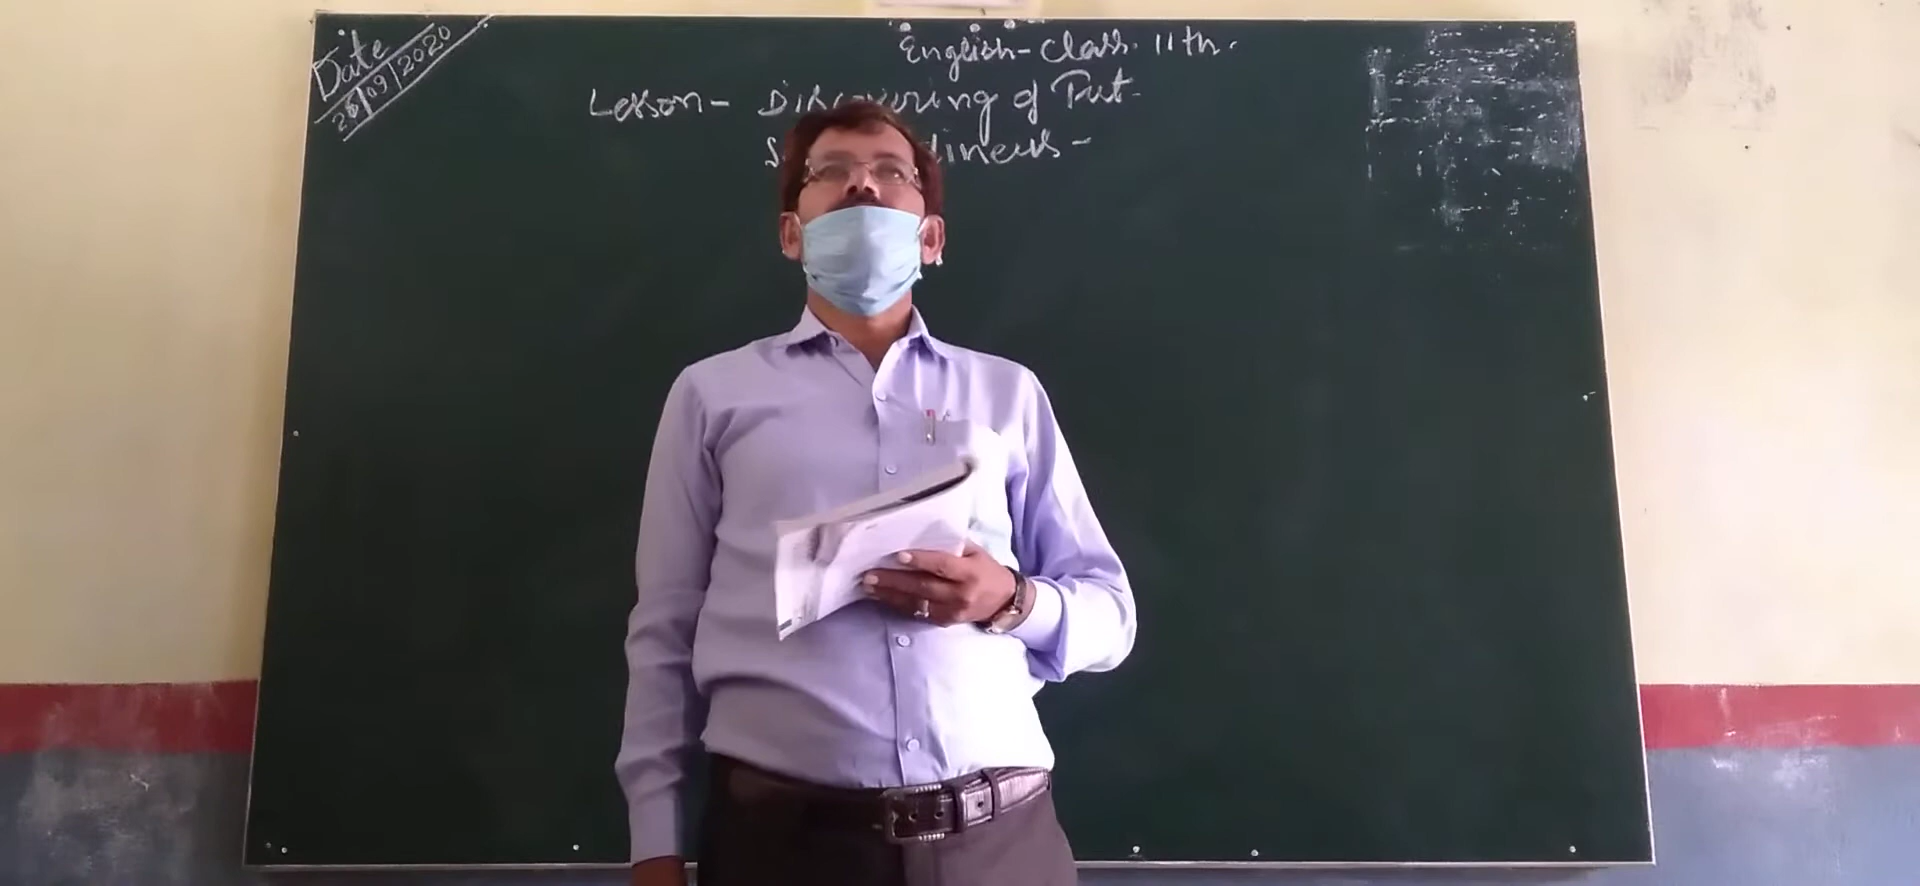 Date
26/09/2020
English-Class. 11th.
Lesson- Discovering of Tut-